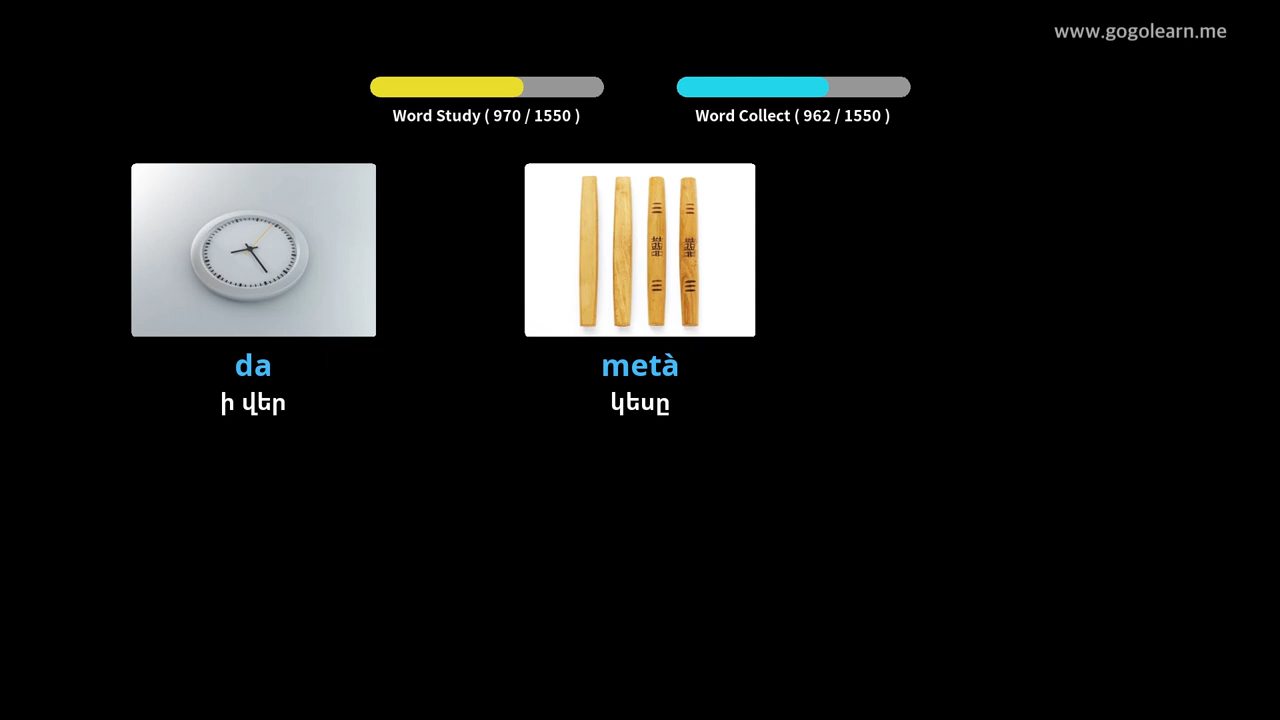 www.gogolearn.me
Word Study ( 970 / 1550 )
Word Collect ( 962 / 1550 )
da
metà
ի վեր
կեսը